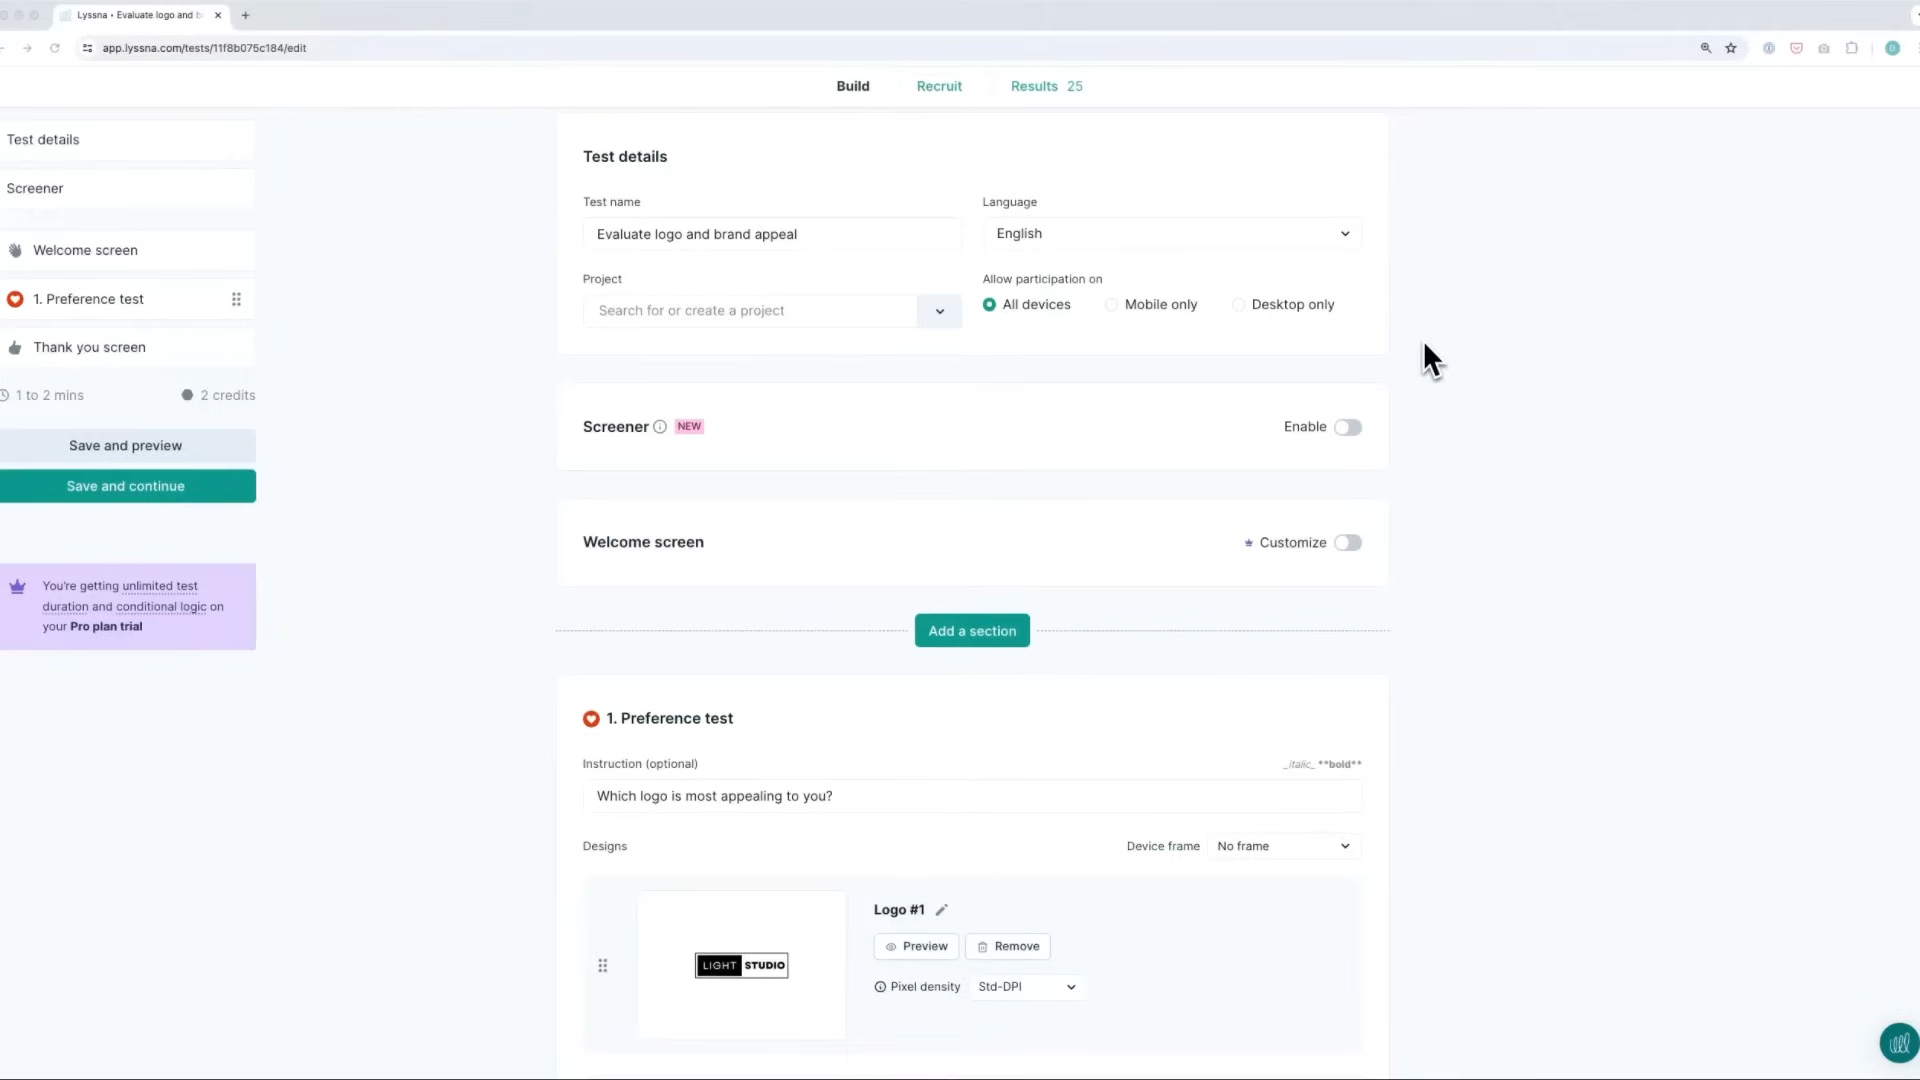 Lyssna • Evaluate logo and b
app.lyssna.com/tests/11f8b075c184/edit
Build
Recruit
Results 25
Test details
Screener
Welcome screen
1. Preference test
Thank you screen
1 to 2 mins
2 credits
Save and preview
Save and continue
You're getting unlimited test
duration and conditional logic on
your Pro plan trial
Test details
Test name
Evaluate logo and brand appeal
Language
English
Project
Search for or create a project
Allow participation on
All devices
Mobile only
Desktop only
Screener
NEW
Enable
Welcome screen
Customize
Add a section
1. Preference test
Instruction (optional)
_italic_ **bold**
Which logo is most appealing to you?
Designs
Device frame
No frame
LIGHT STUDIO
Logo #1
Preview
Remove
Pixel density
Std-DPI